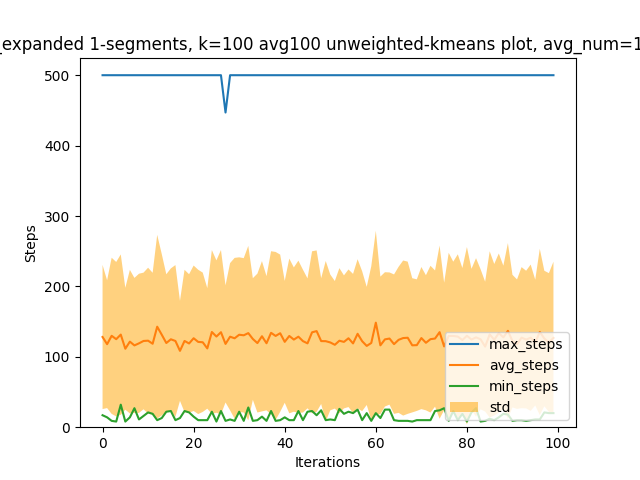 _expanded 1-segments, k=100 avg100 unweighted-kmeans plot, avg_num=1
500
400
300
200
100
0
Steps
0 20 40 60 80 100
Iterations
max_steps
avg_steps
min_steps
std